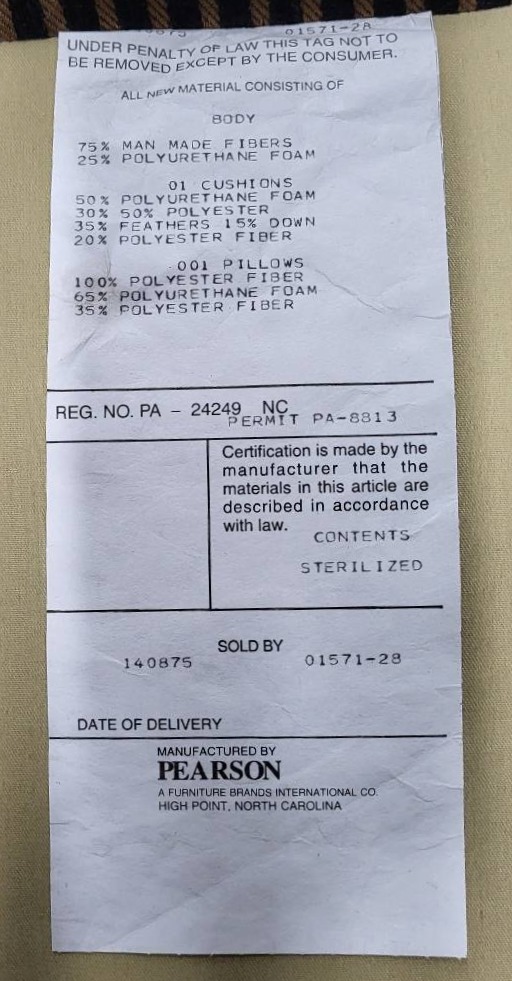 01571-28
UNDER PENALTY OF LAW THIS TAG NOT TO
BE REMOVED EXCEPT BY THE CONSUMER.
ALL NEW MATERIAL CONSISTING OF
BODY
75% MAN MADE FIBERS
25% POLYURETHANE FOAM
01 CUSHIONS
50% POLYURETHANE FOAM
30% 50% POLYESTER
35% FEATHERS 15% DOWN
20% POLYESTER FIBER
001 PILLOWS
100% POLYESTER FIBER
65% POLYURETHANE FOAM
35% POLYESTER FIBER
REG. NO. PA - 24249 NC
PERMIT PA-8813
Certification is made by the
manufacturer that the
materials in this article are
described in accordance
with law.
CONTENTS
STERILIZED
SOLD BY
140875 01571-28
DATE OF DELIVERY
MANUFACTURED BY
PEARSON
A FURNITURE BRANDS INTERNATIONAL CO.
HIGH POINT, NORTH CAROLINA